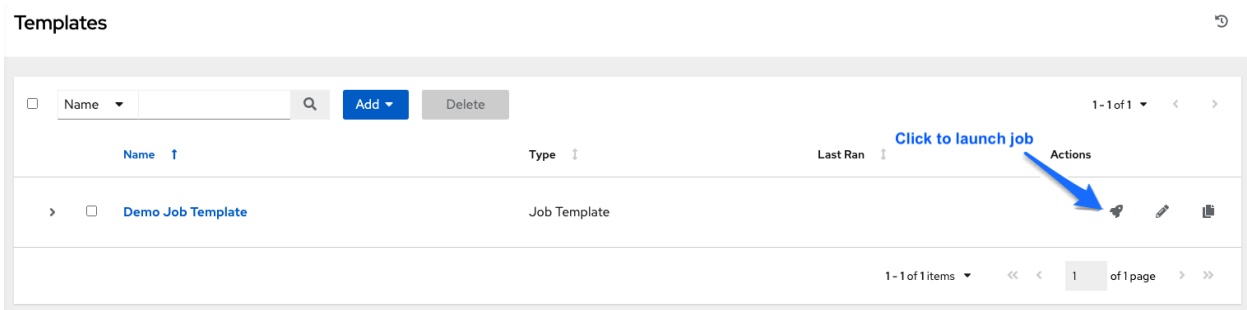 Templates
Name Add Delete 1 - 1 of 1
Click to launch job
Name Type Last Ran Actions
Demo Job Template Job Template
1 - 1 of 1 items 1 of 1 page